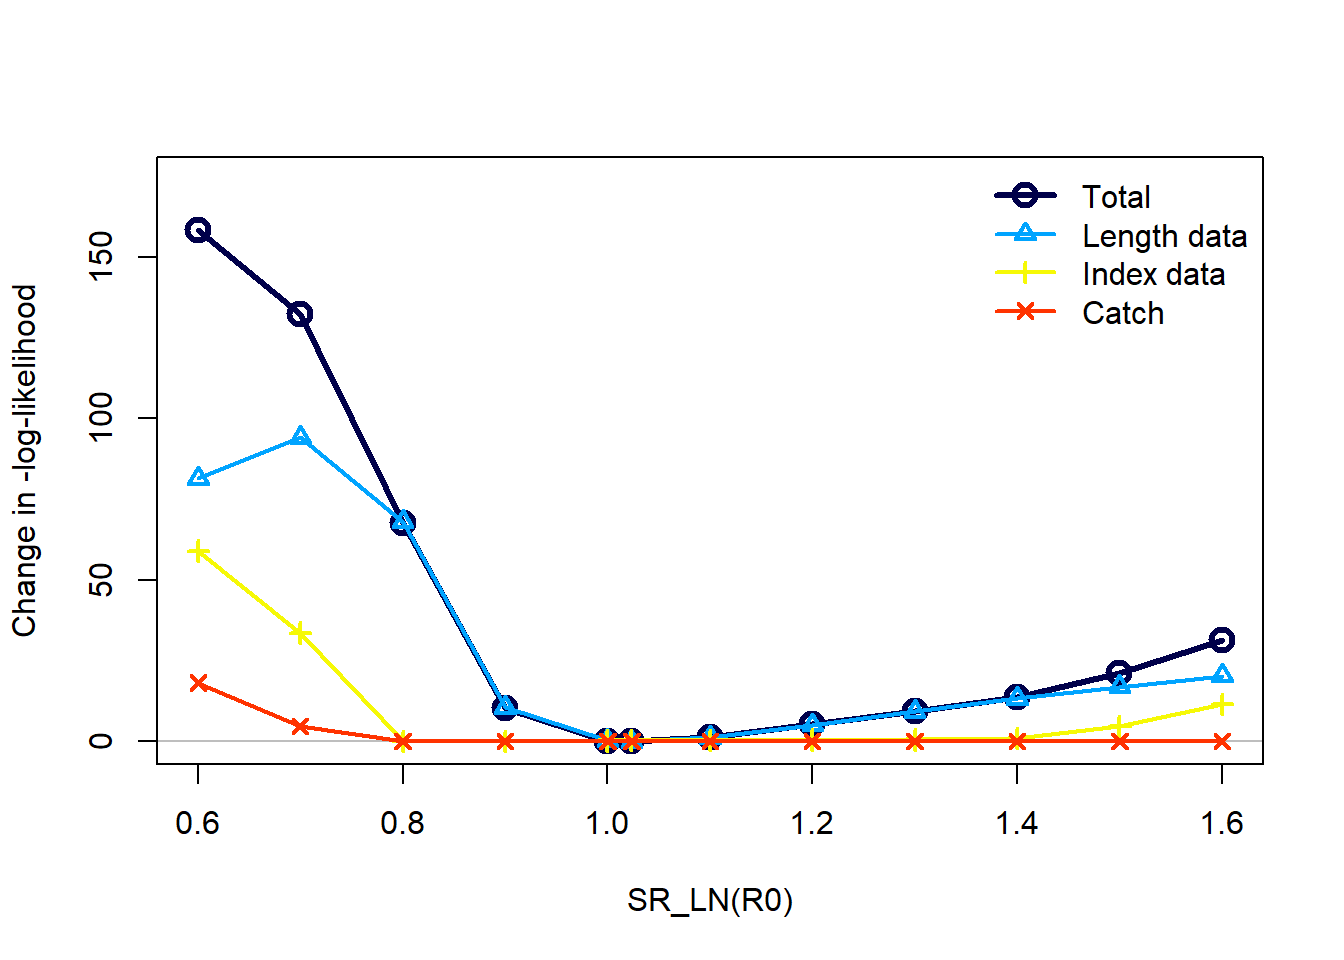 Total
Length data
Index data
Catch
Change in -log-likelihood
150
100
50
0
0.6 0.8 1.0 1.2 1.4 1.6
SR_LN(R0)